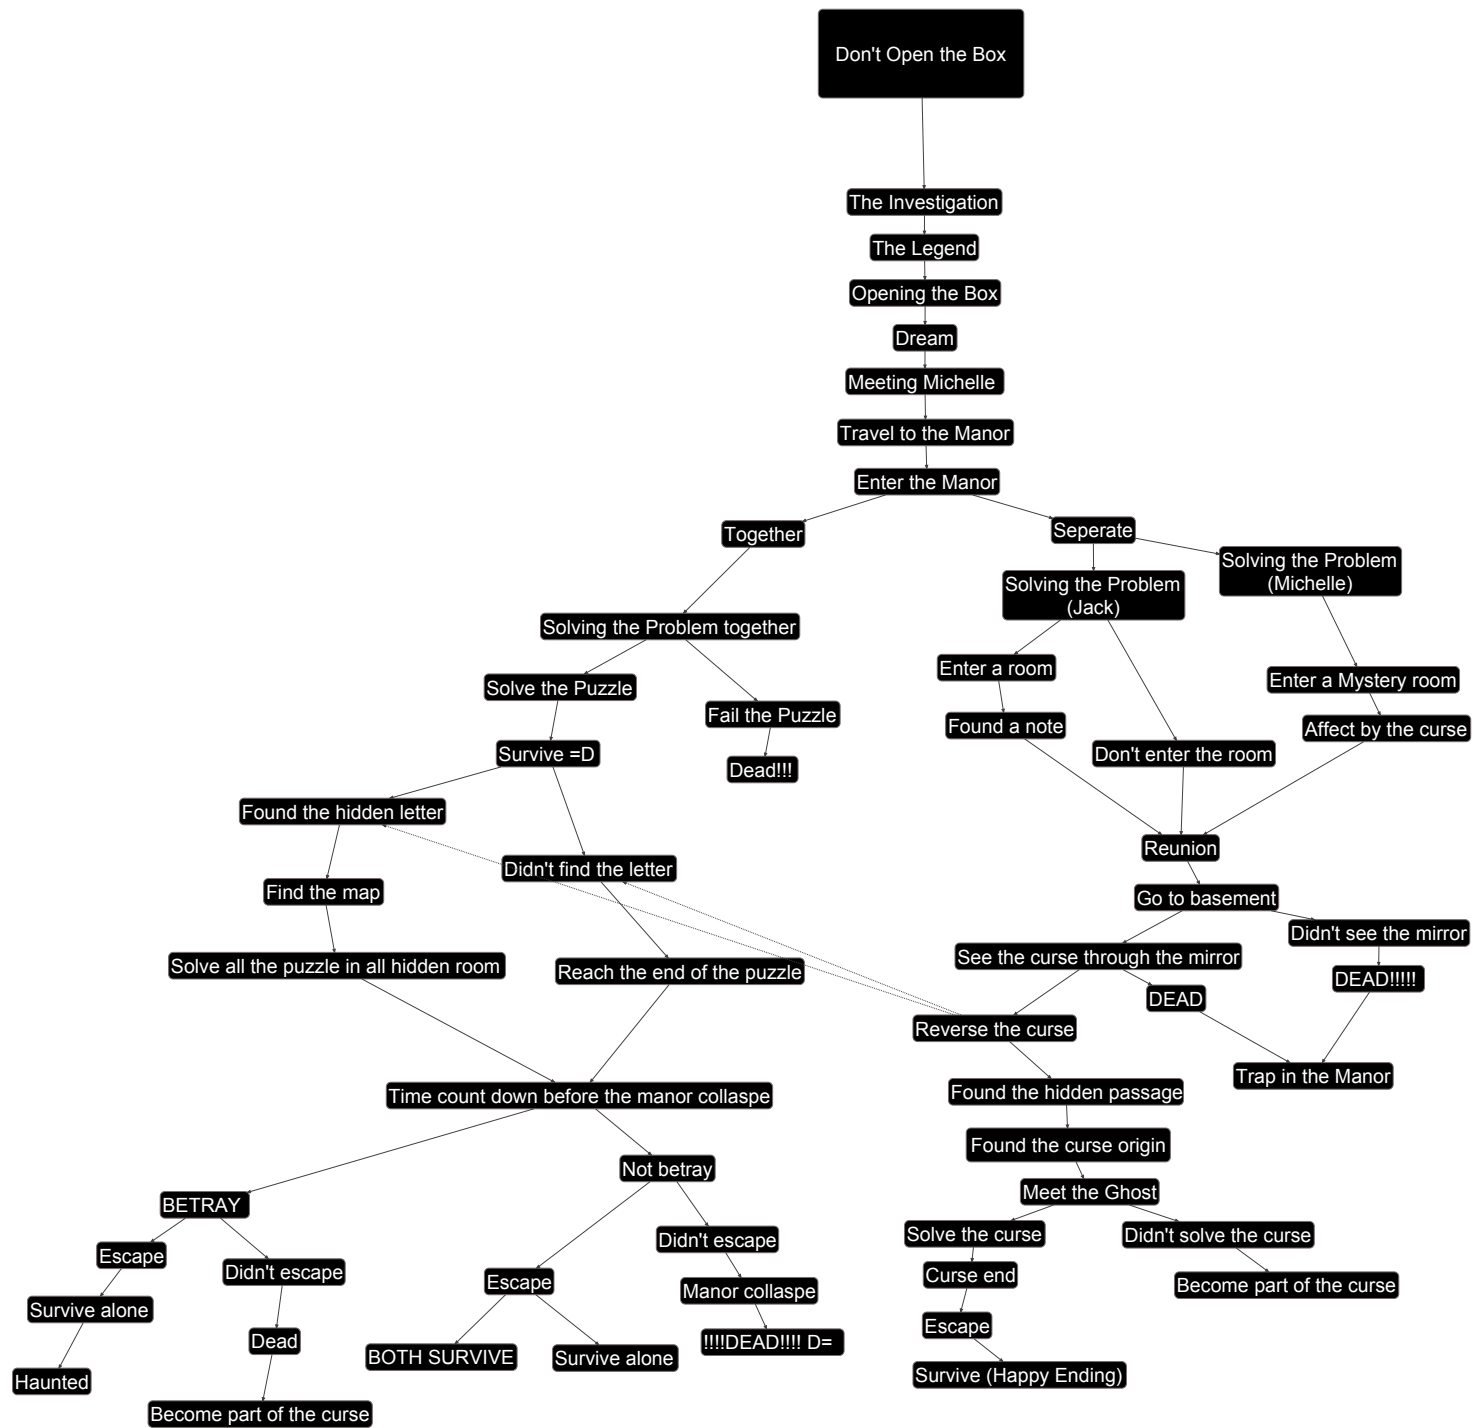 Don't Open the Box
The Investigation
The Legend
Opening the Box
Dream
Meeting Michelle
Travel to the Manor
Enter the Manor
Together
Seperate
Solving the Problem
(Michelle)
Solving the Problem
(Jack)
Solving the Problem together
Enter a room
Enter a Mystery room
Solve the Puzzle
Fail the Puzzle
Found a note
Affect by the curse
Survive =D
Don't enter the room
Dead!!!
Found the hidden letter
Reunion
Didn't find the letter
Find the map
Go to basement
Didn't see the mirror
See the curse through the mirror
Solve all the puzzle in all hidden room
Reach the end of the puzzle
DEAD!!!!!
DEAD
Reverse the curse
Trap in the Manor
Found the hidden passage
Time count down before the manor collaspe
Found the curse origin
Not betray
Meet the Ghost
BETRAY
Solve the curse
Didn't solve the curse
Didn't escape
Escape
Didn't escape
Curse end
Escape
Become part of the curse
Manor collaspe
Survive alone
Escape
Dead
!!!!DEAD!!!! D=
BOTH SURVIVE
Survive alone
Survive (Happy Ending)
Haunted
Become part of the curse